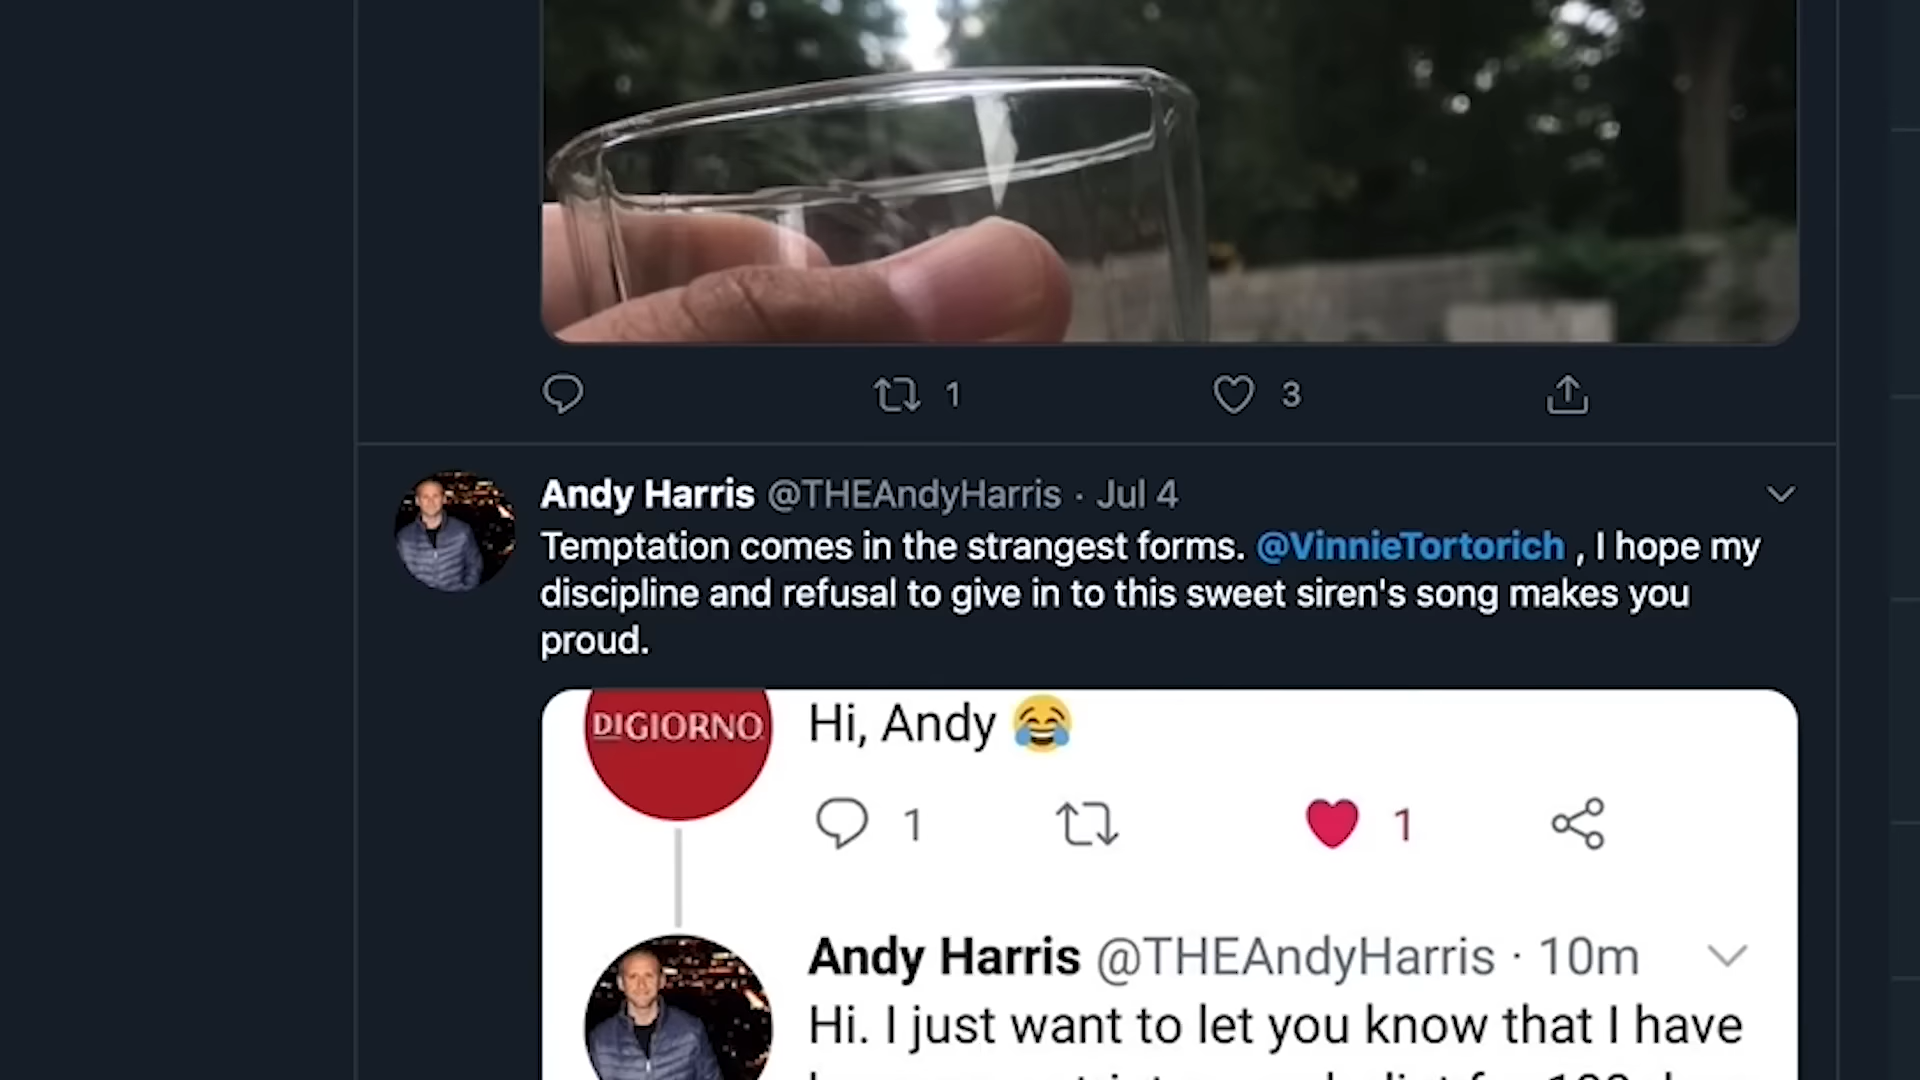 1 3
Andy Harris @THEAndyHarris · Jul 4
Temptation comes in the strangest forms. @VinnieTortorich , I hope my
discipline and refusal to give in to this sweet siren's song makes you
proud.
DIGIORNO
Hi, Andy 😂
1 1
Andy Harris @THEAndyHarris · 10m
Hi. I just want to let you know that I have